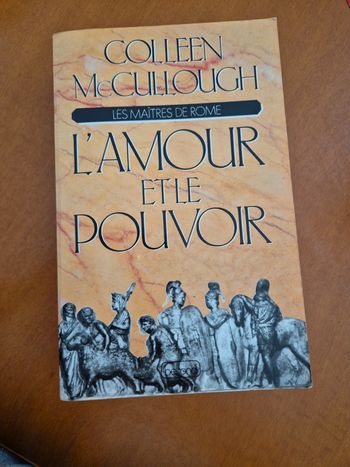 COLLEEN
McCULLOUGH
LES MAÎTRES DE ROME
L'AMOUR
ET LE
POUVOIR